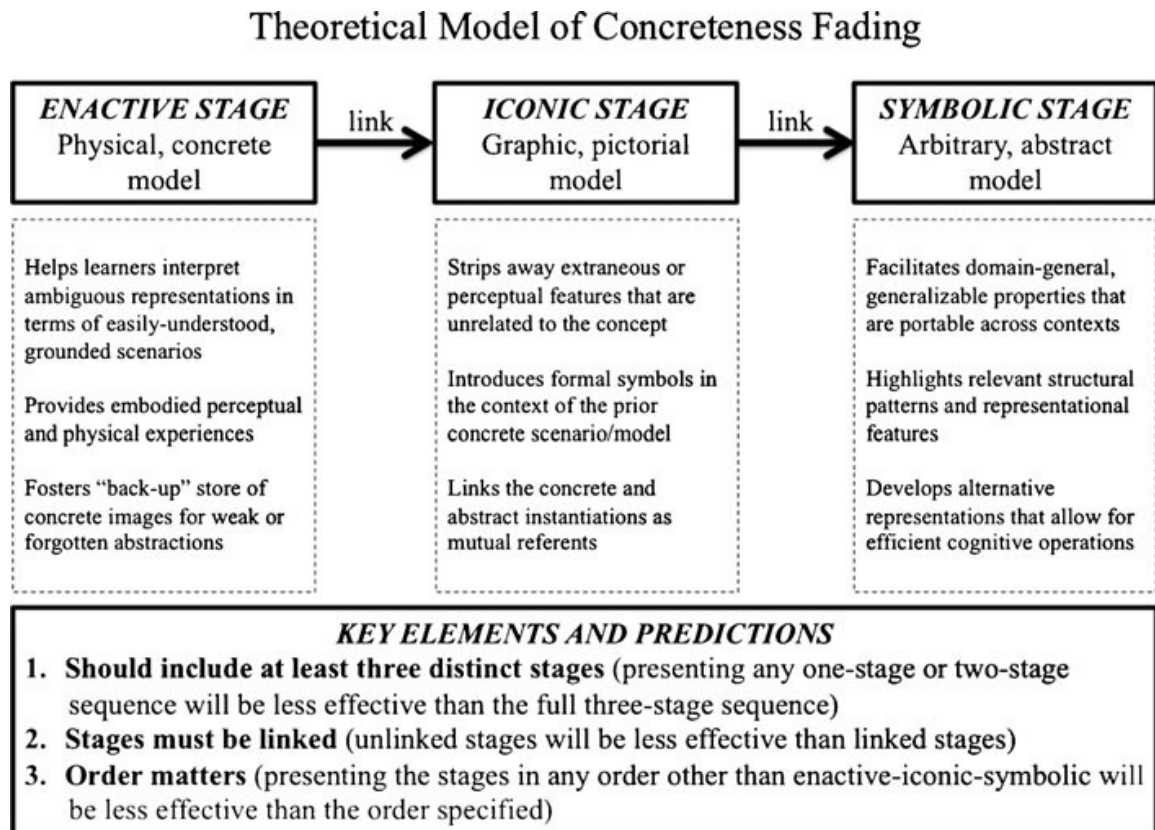 Theoretical Model of Concreteness Fading
ENACTIVE STAGE
Physical, concrete
model
link
ICONIC STAGE
Graphic, pictorial
model
link
SYMBOLIC STAGE
Arbitrary, abstract
model
Helps learners interpret
ambiguous representations in
terms of easily-understood,
grounded scenarios
Provides embodied perceptual
and physical experiences
Fosters “back-up” store of
concrete images for weak or
forgotten abstractions
Strips away extraneous or
perceptual features that are
unrelated to the concept
Introduces formal symbols in
the context of the prior
concrete scenario/model
Links the concrete and
abstract instantiations as
mutual referents
Facilitates domain-general,
generalizable properties that
are portable across contexts
Highlights relevant structural
patterns and representational
features
Develops alternative
representations that allow for
efficient cognitive operations
KEY ELEMENTS AND PREDICTIONS
1. Should include at least three distinct stages (presenting any one-stage or two-stage
sequence will be less effective than the full three-stage sequence)
2. Stages must be linked (unlinked stages will be less effective than linked stages)
3. Order matters (presenting the stages in any order other than enactive-iconic-symbolic will
be less effective than the order specified)